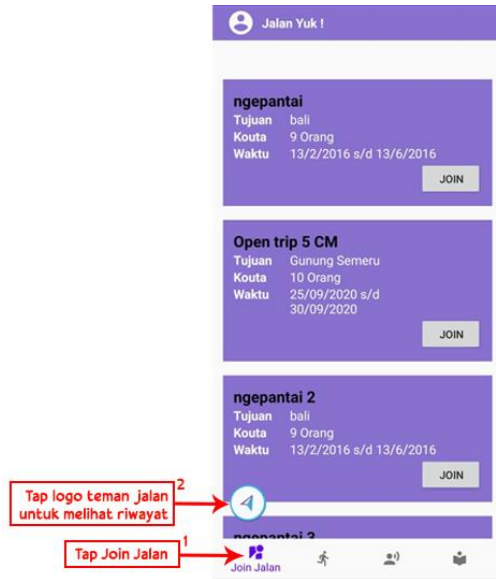 Jalan Yuk !
ngepantai
Tujuan bali
Kouta 9 Orang
Waktu 13/2/2016 s/d 13/6/2016
JOIN
Open trip 5 CM
Tujuan Gunung Semeru
Kouta 10 Orang
Waktu 25/09/2020 s/d
30/09/2020
JOIN
ngepantai 2
Tujuan bali
Kouta 9 Orang
Waktu 13/2/2016 s/d 13/6/2016
JOIN
2
Tap logo teman jalan
untuk melihat riwayat
ngepantai 3
1
Tap Join Jalan
Join Jalan